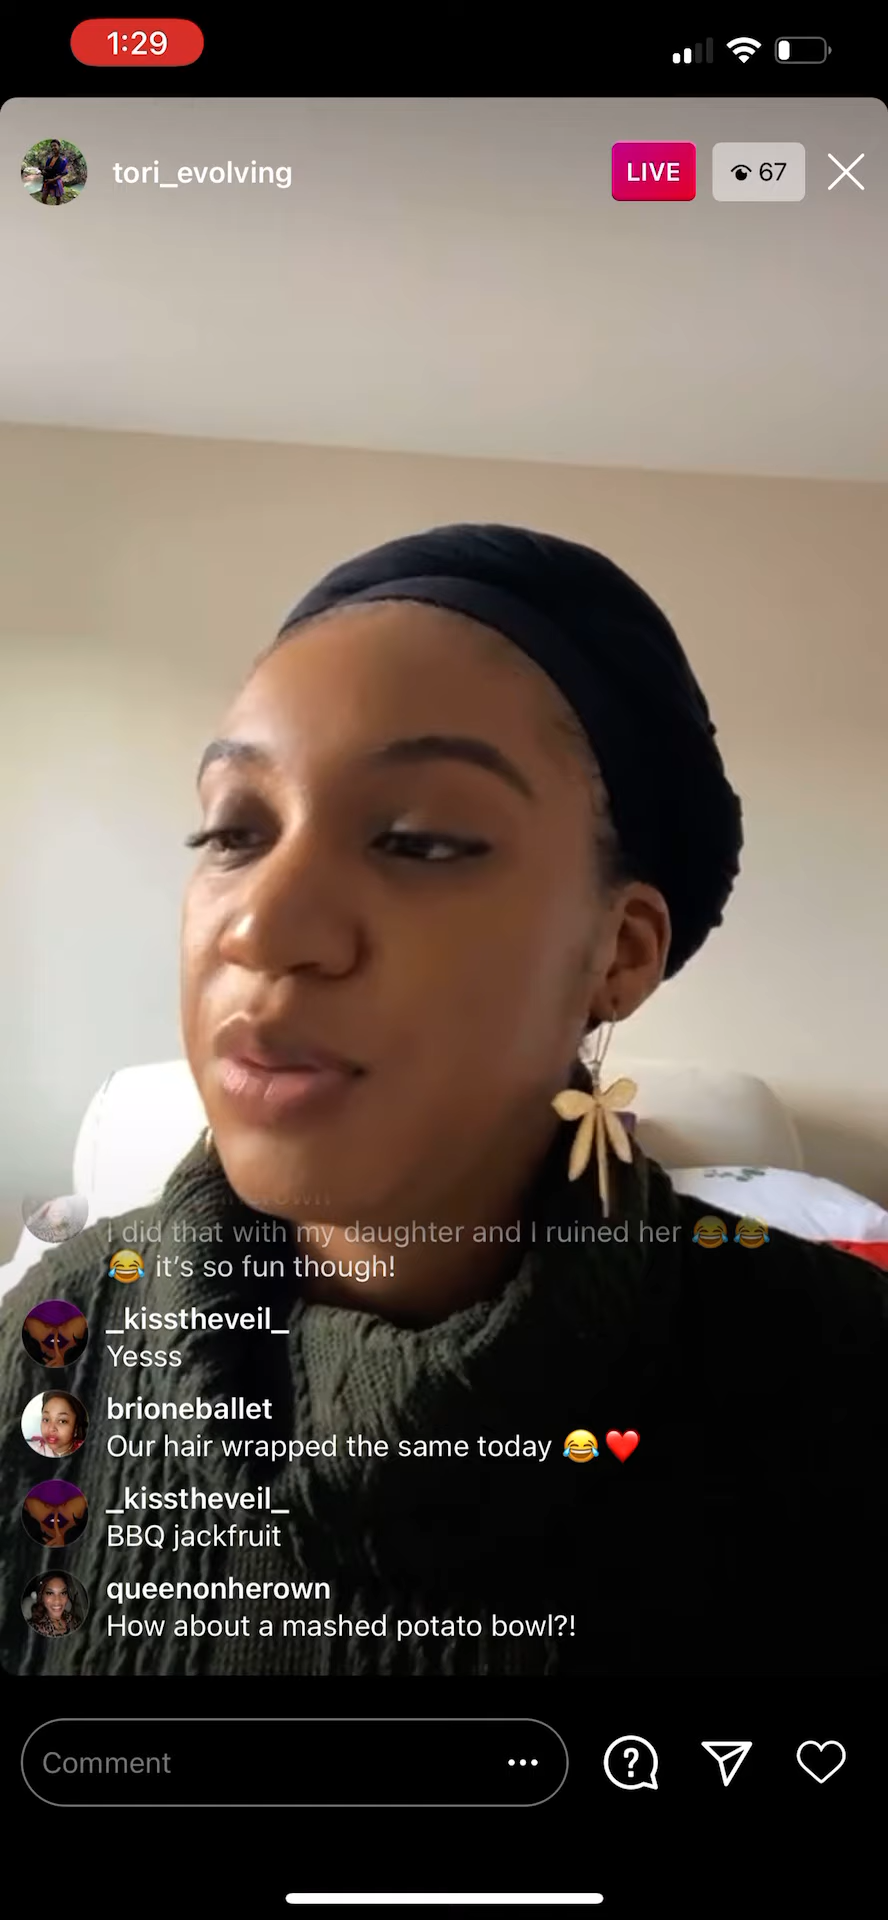 1:29
tori_evolving
LIVE
67
I did that with my daughter and I ruined her 😂😂
😂 it's so fun though!
_kisstheveil_
Yesss
brioneballet
Our hair wrapped the same today 😂❤️
_kisstheveil_
BBQ jackfruit
queenonherown
How about a mashed potato bowl?!
Comment